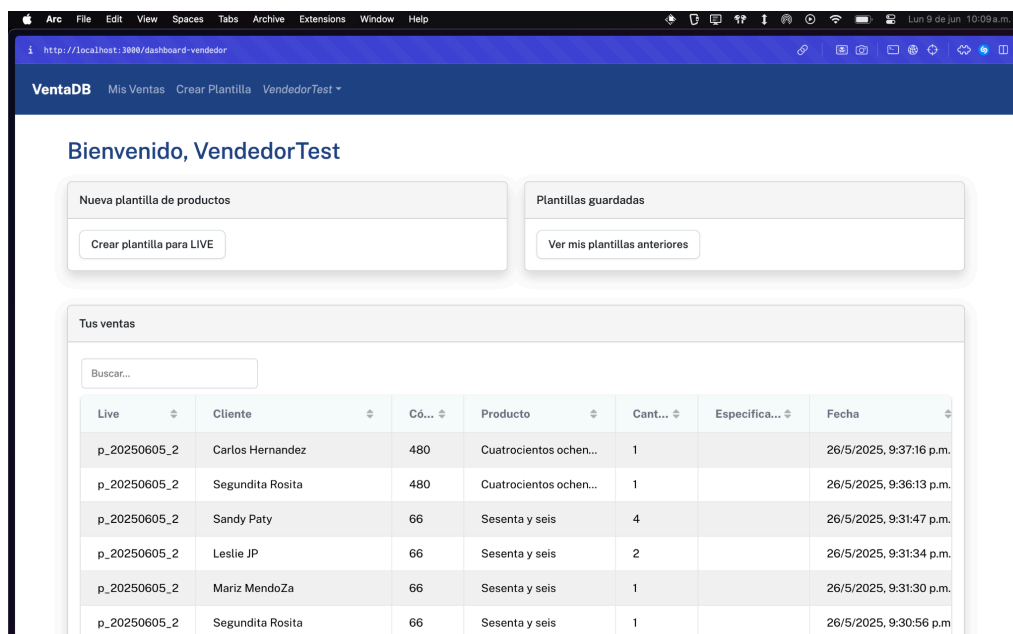 Arc File Edit View Spaces Tabs Archive Extensions Window Help Lun 9 de jun 10:09 a.m.
http://localhost:3000/dashboard-vendedor
VentaDB Mis Ventas Crear Plantilla VendedorTest
Bienvenido, VendedorTest
Nueva plantilla de productos
Crear plantilla para LIVE
Plantillas guardadas
Ver mis plantillas anteriores
Tus ventas
Buscar...
Live Cliente Có... Producto Cant... Especifica... Fecha
p_20250605_2 Carlos Hernandez 480 Cuatrocientos ochen... 1 26/5/2025, 9:37:16 p.m.
p_20250605_2 Segundita Rosita 480 Cuatrocientos ochen... 1 26/5/2025, 9:36:13 p.m.
p_20250605_2 Sandy Paty 66 Sesenta y seis 4 26/5/2025, 9:31:47 p.m.
p_20250605_2 Leslie JP 66 Sesenta y seis 2 26/5/2025, 9:31:34 p.m.
p_20250605_2 Mariz MendoZa 66 Sesenta y seis 1 26/5/2025, 9:31:30 p.m.
p_20250605_2 Segundita Rosita 66 Sesenta y seis 1 26/5/2025, 9:30:56 p.m